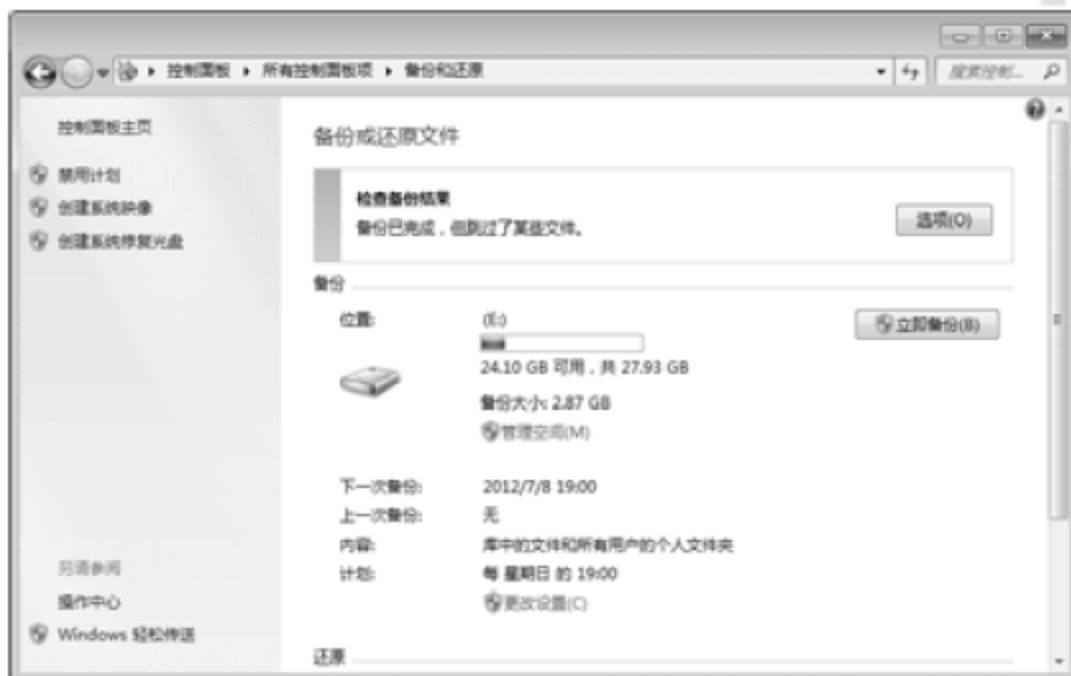 控制面板 ▸ 所有控制面板项 ▸ 备份和还原
搜索控制...
控制面板主页
禁用计划
创建系统映像
创建系统修复光盘
备份或还原文件
检查备份结果
备份已完成，但跳过了某些文件。
选项(O)
备份
位置:
(E:)
立即备份(B)
24.10 GB 可用，共 27.93 GB
备份大小: 2.87 GB
管理空间(M)
下一次备份: 2012/7/8 19:00
上一次备份: 无
内容: 库中的文件和所有用户的个人文件夹
计划: 每 星期日 的 19:00
更改设置(C)
另请参阅
操作中心
Windows 轻松传送
还原